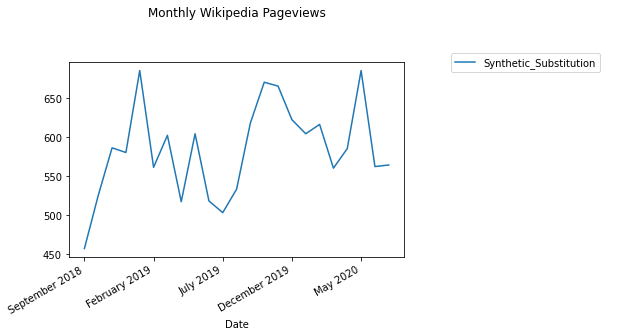 Monthly Wikipedia Pageviews
Synthetic_Substitution
650
600
550
500
450
September 2018
February 2019
July 2019
December 2019
May 2020
Date